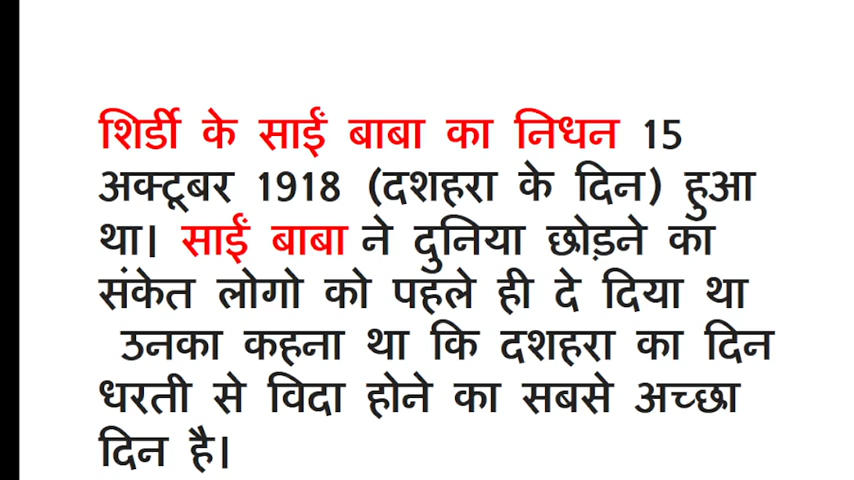 शिर्डी के साईं बाबा का निधन 15
अक्टूबर 1918 (दशहरा के दिन) हुआ
था। साईं बाबा ने दुनिया छोड़ने का
संकेत लोगो को पहले ही दे दिया था
उनका कहना था कि दशहरा का दिन
धरती से विदा होने का सबसे अच्छा
दिन है।